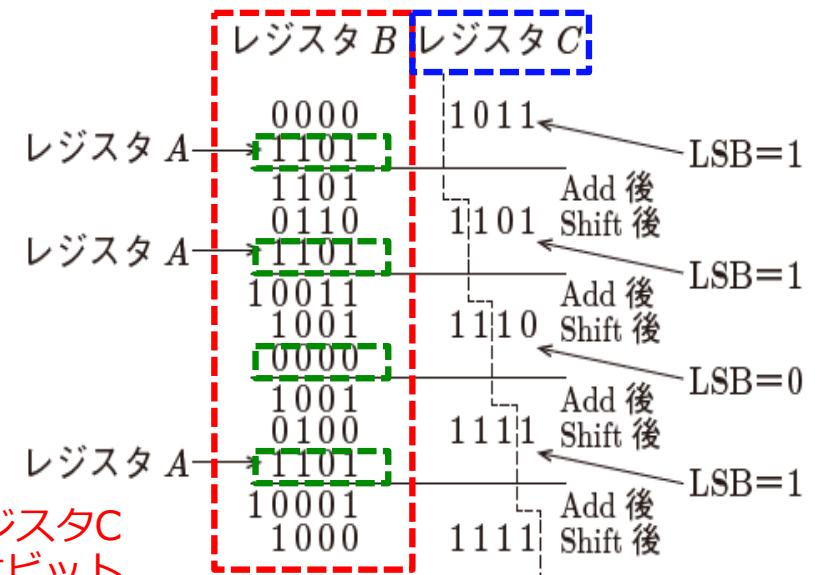 レジスタ B レジスタ C
0000 1011
レジスタ A 1101 LSB=1
1101 Add 後
0110 1101 Shift 後
レジスタ A 1101 LSB=1
10011 Add 後
1001 1110 Shift 後
0000 LSB=0
1001 Add 後
0100 1111 Shift 後
レジスタ A 1101 LSB=1
10001 Add 後
1000 1111 Shift 後
ジスタC
ビット